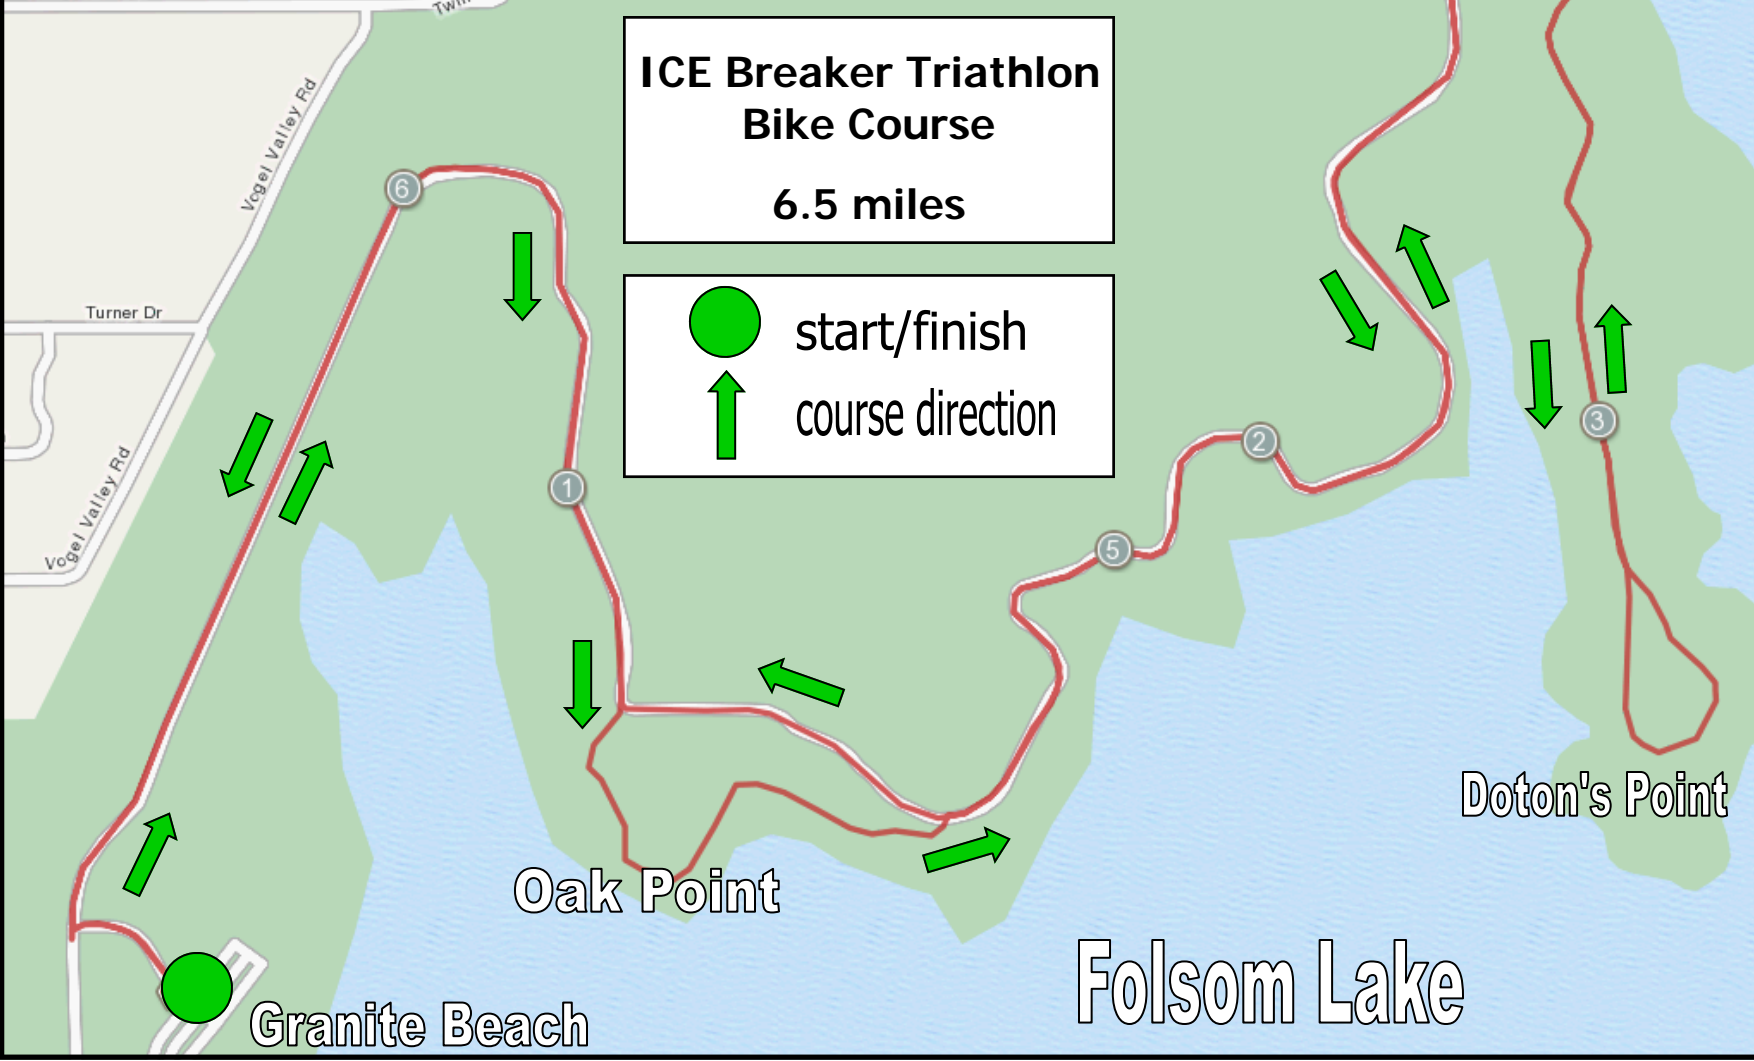 Twin
ICE Breaker Triathlon
Bike Course
6.5 miles
Vogel Valley Rd
6
start/finish
Turner Dr
course direction
3
2
1
Vogel Valley Rd
5
Doton's Point
Oak Point
Folsom Lake
Granite Beach